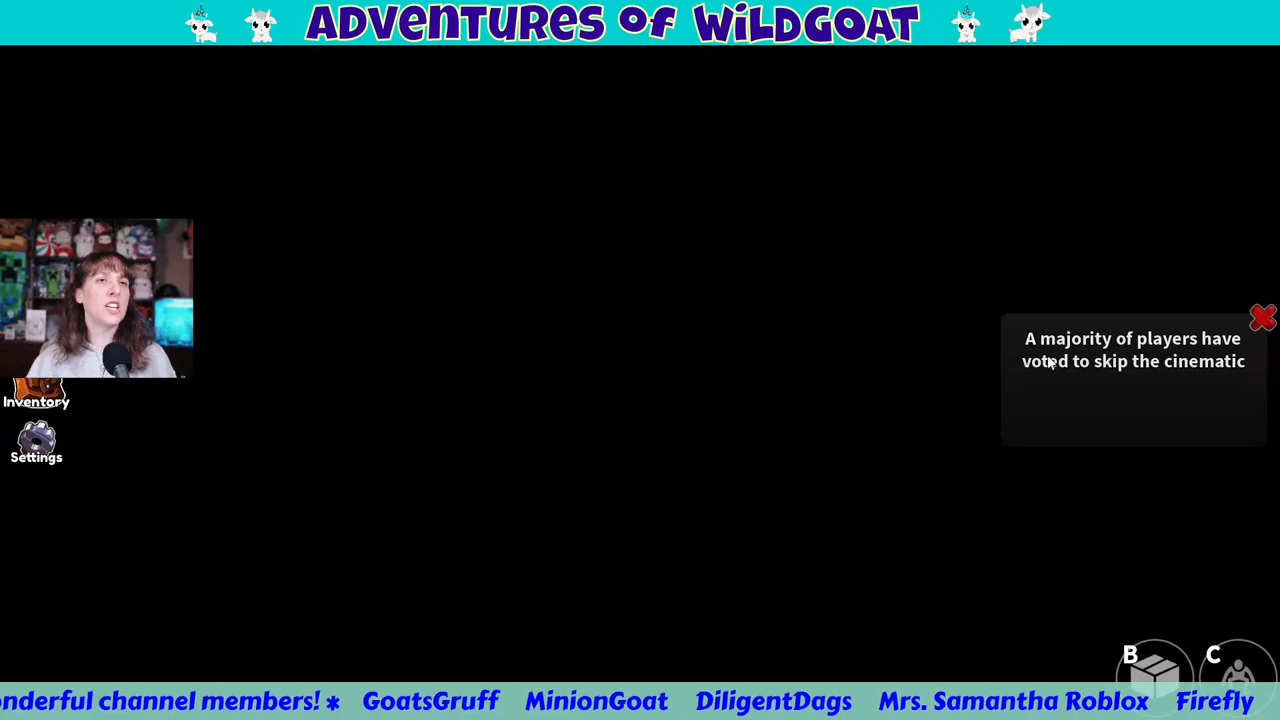 ADVENTURES OF WILDGOAT
A majority of players have
voted to skip the cinematic
Inventory
Settings
B
C
nderful channel members! * GoatsGruff MinionGoat DiligentDags Mrs. Samantha Roblox Firefly